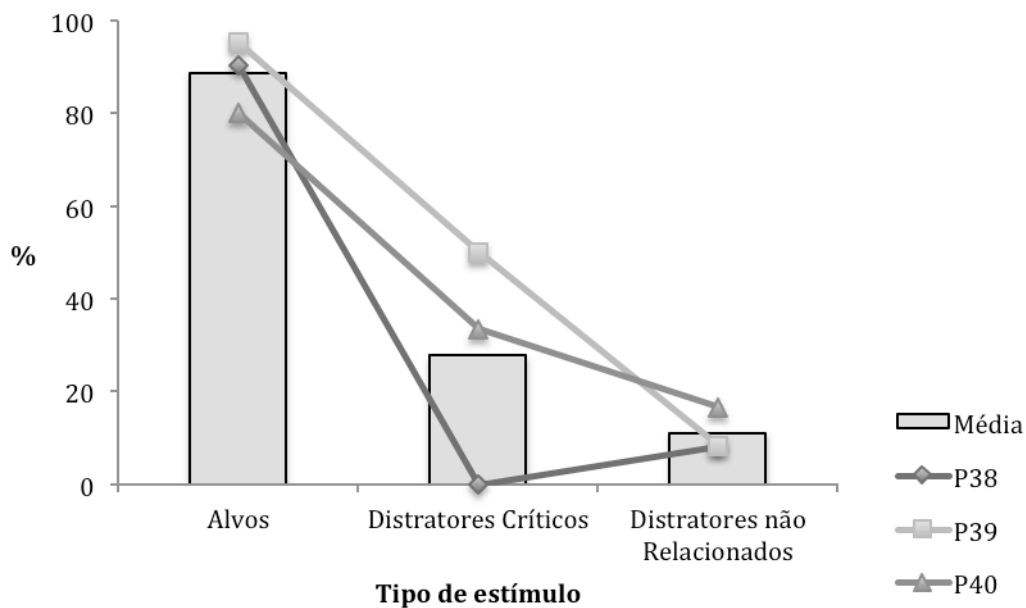 100
80
60
%
40
20
0
Alvos
Distratores Críticos
Distratores não
Relacionados
Tipo de estímulo
Média
P38
P39
P40